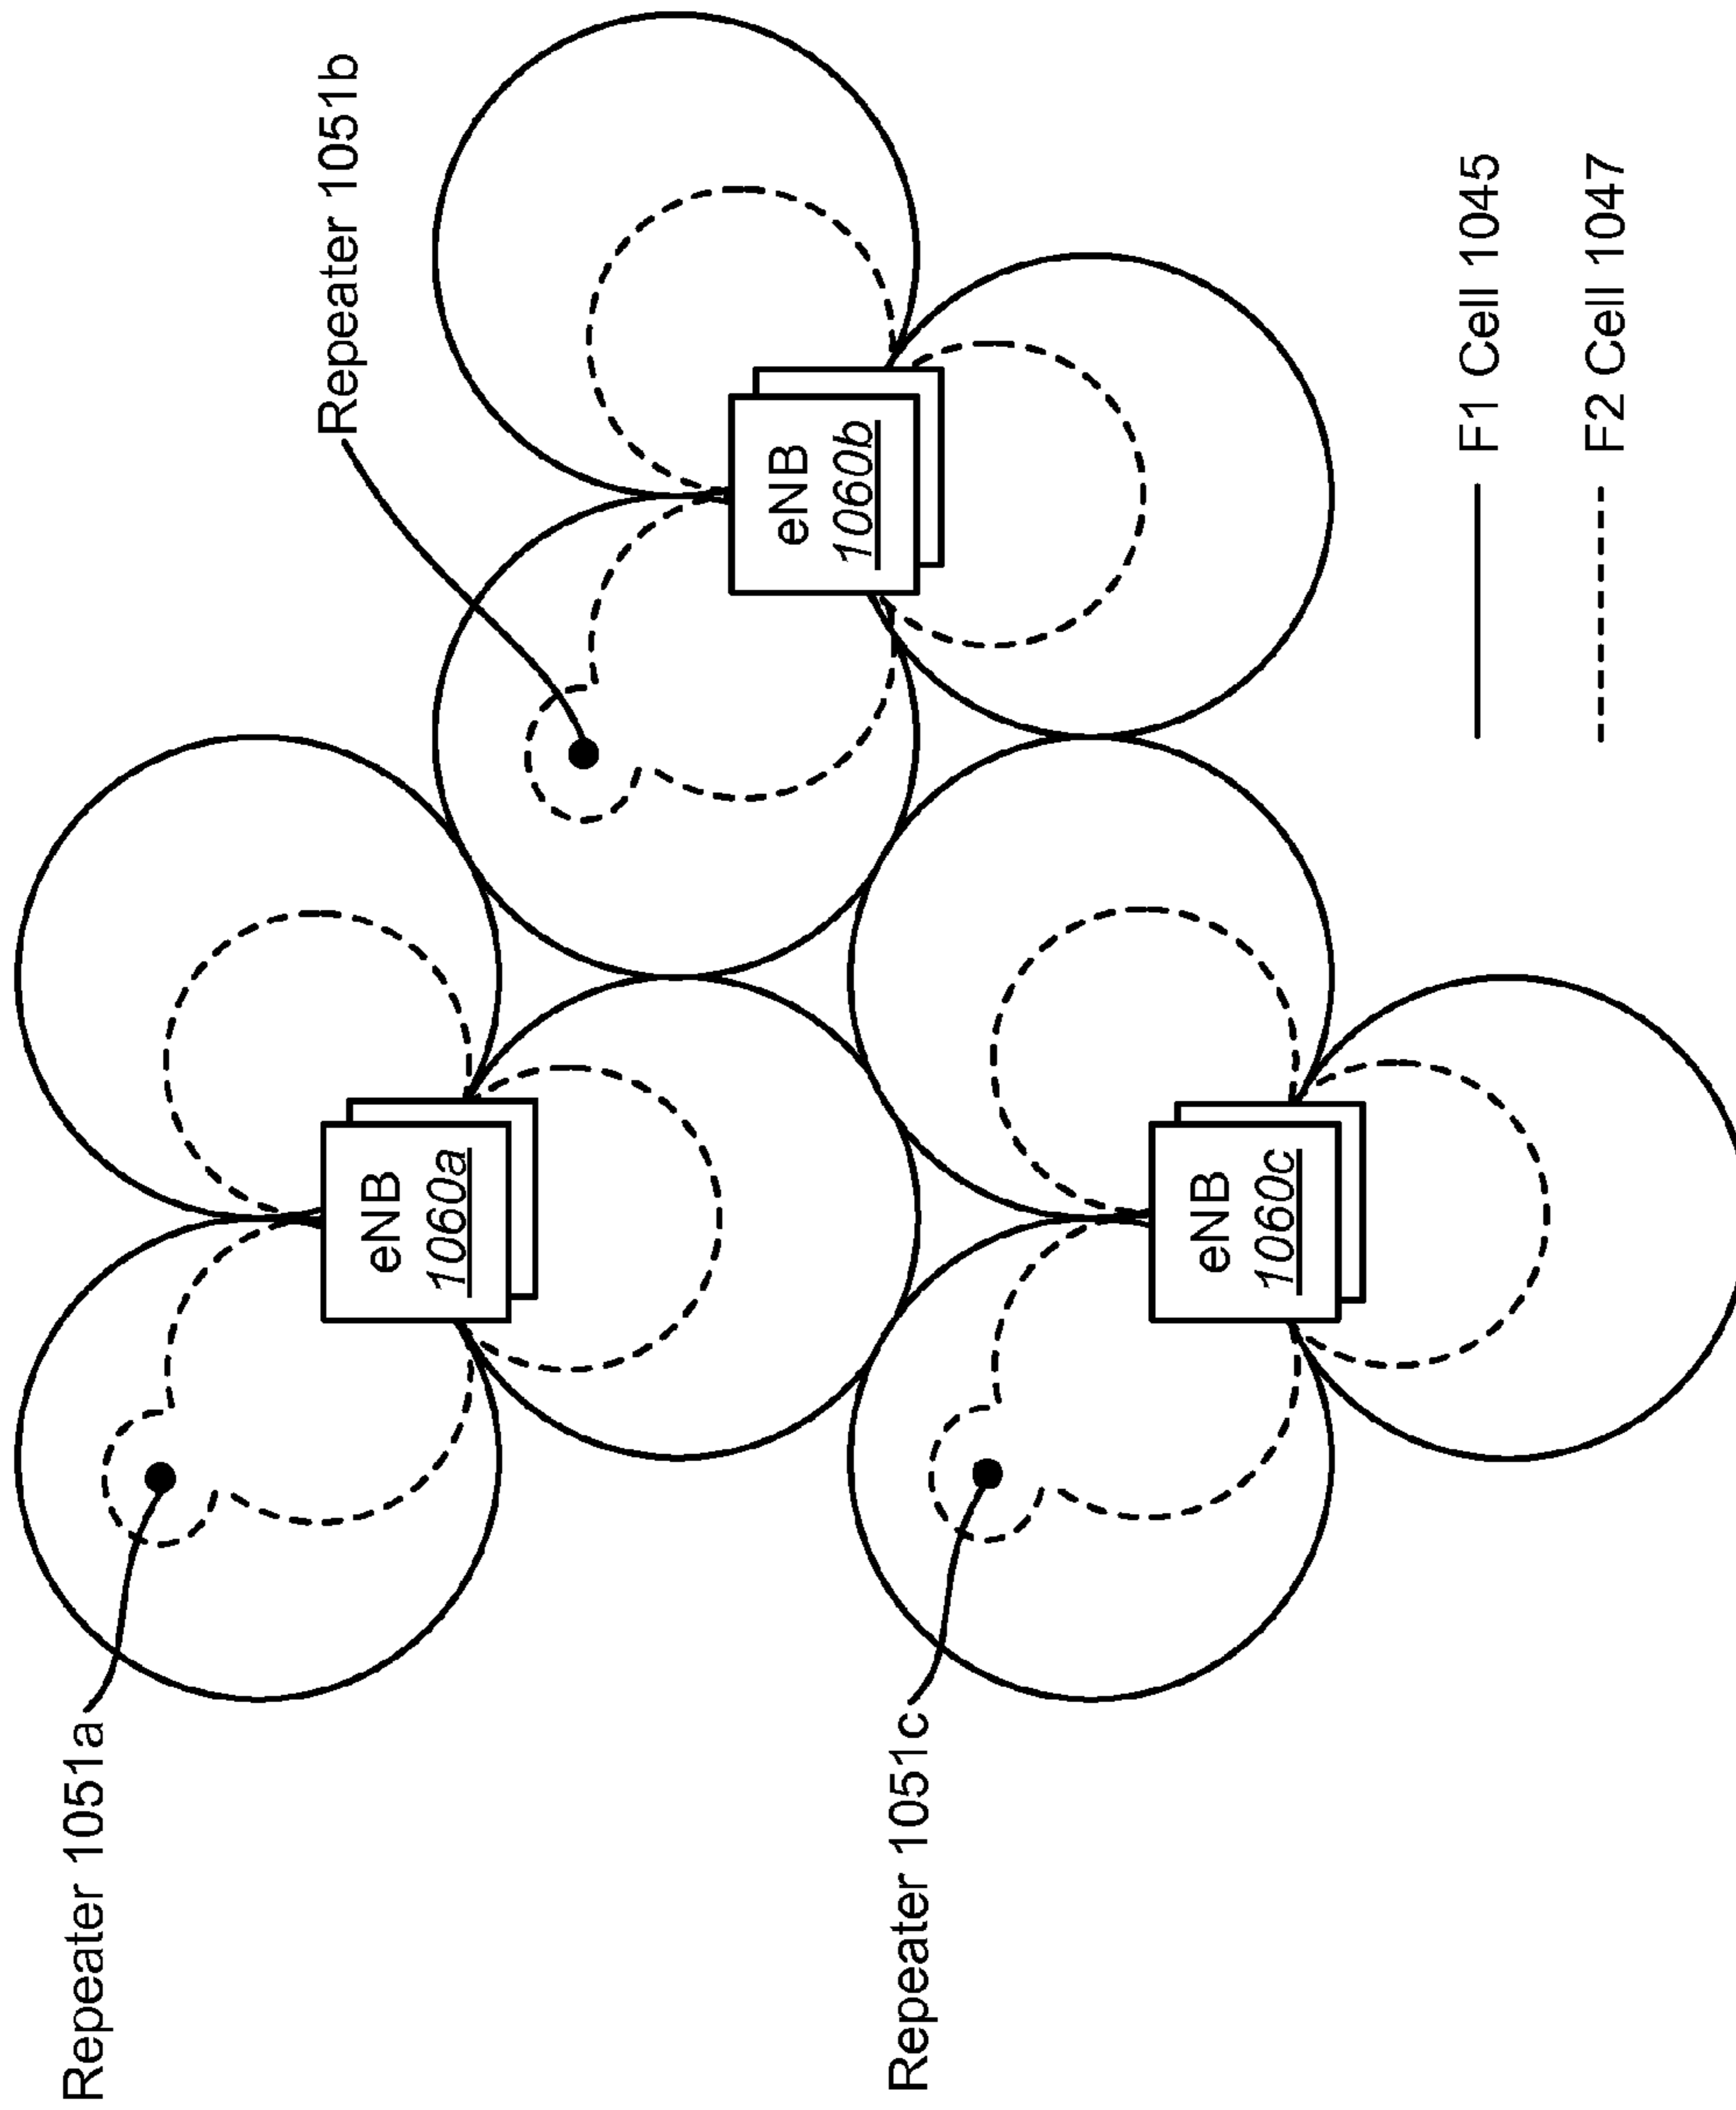 Repeater 1051a
eNB
1060a
Repeater 1051b
eNB
1060b
Repeater 1051c
eNB
1060c
F1 Cell 1045
F2 Cell 1047